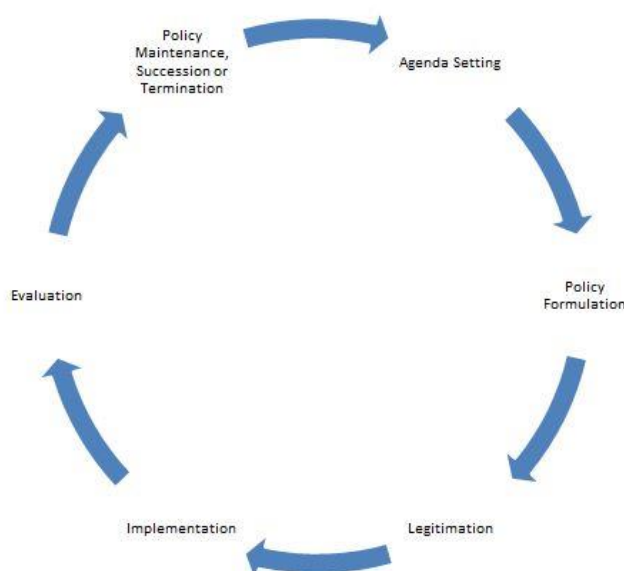 Policy
Maintenance,
Succession or
Termination
Agenda Setting
Policy
Formulation
Legitimation
Implementation
Evaluation